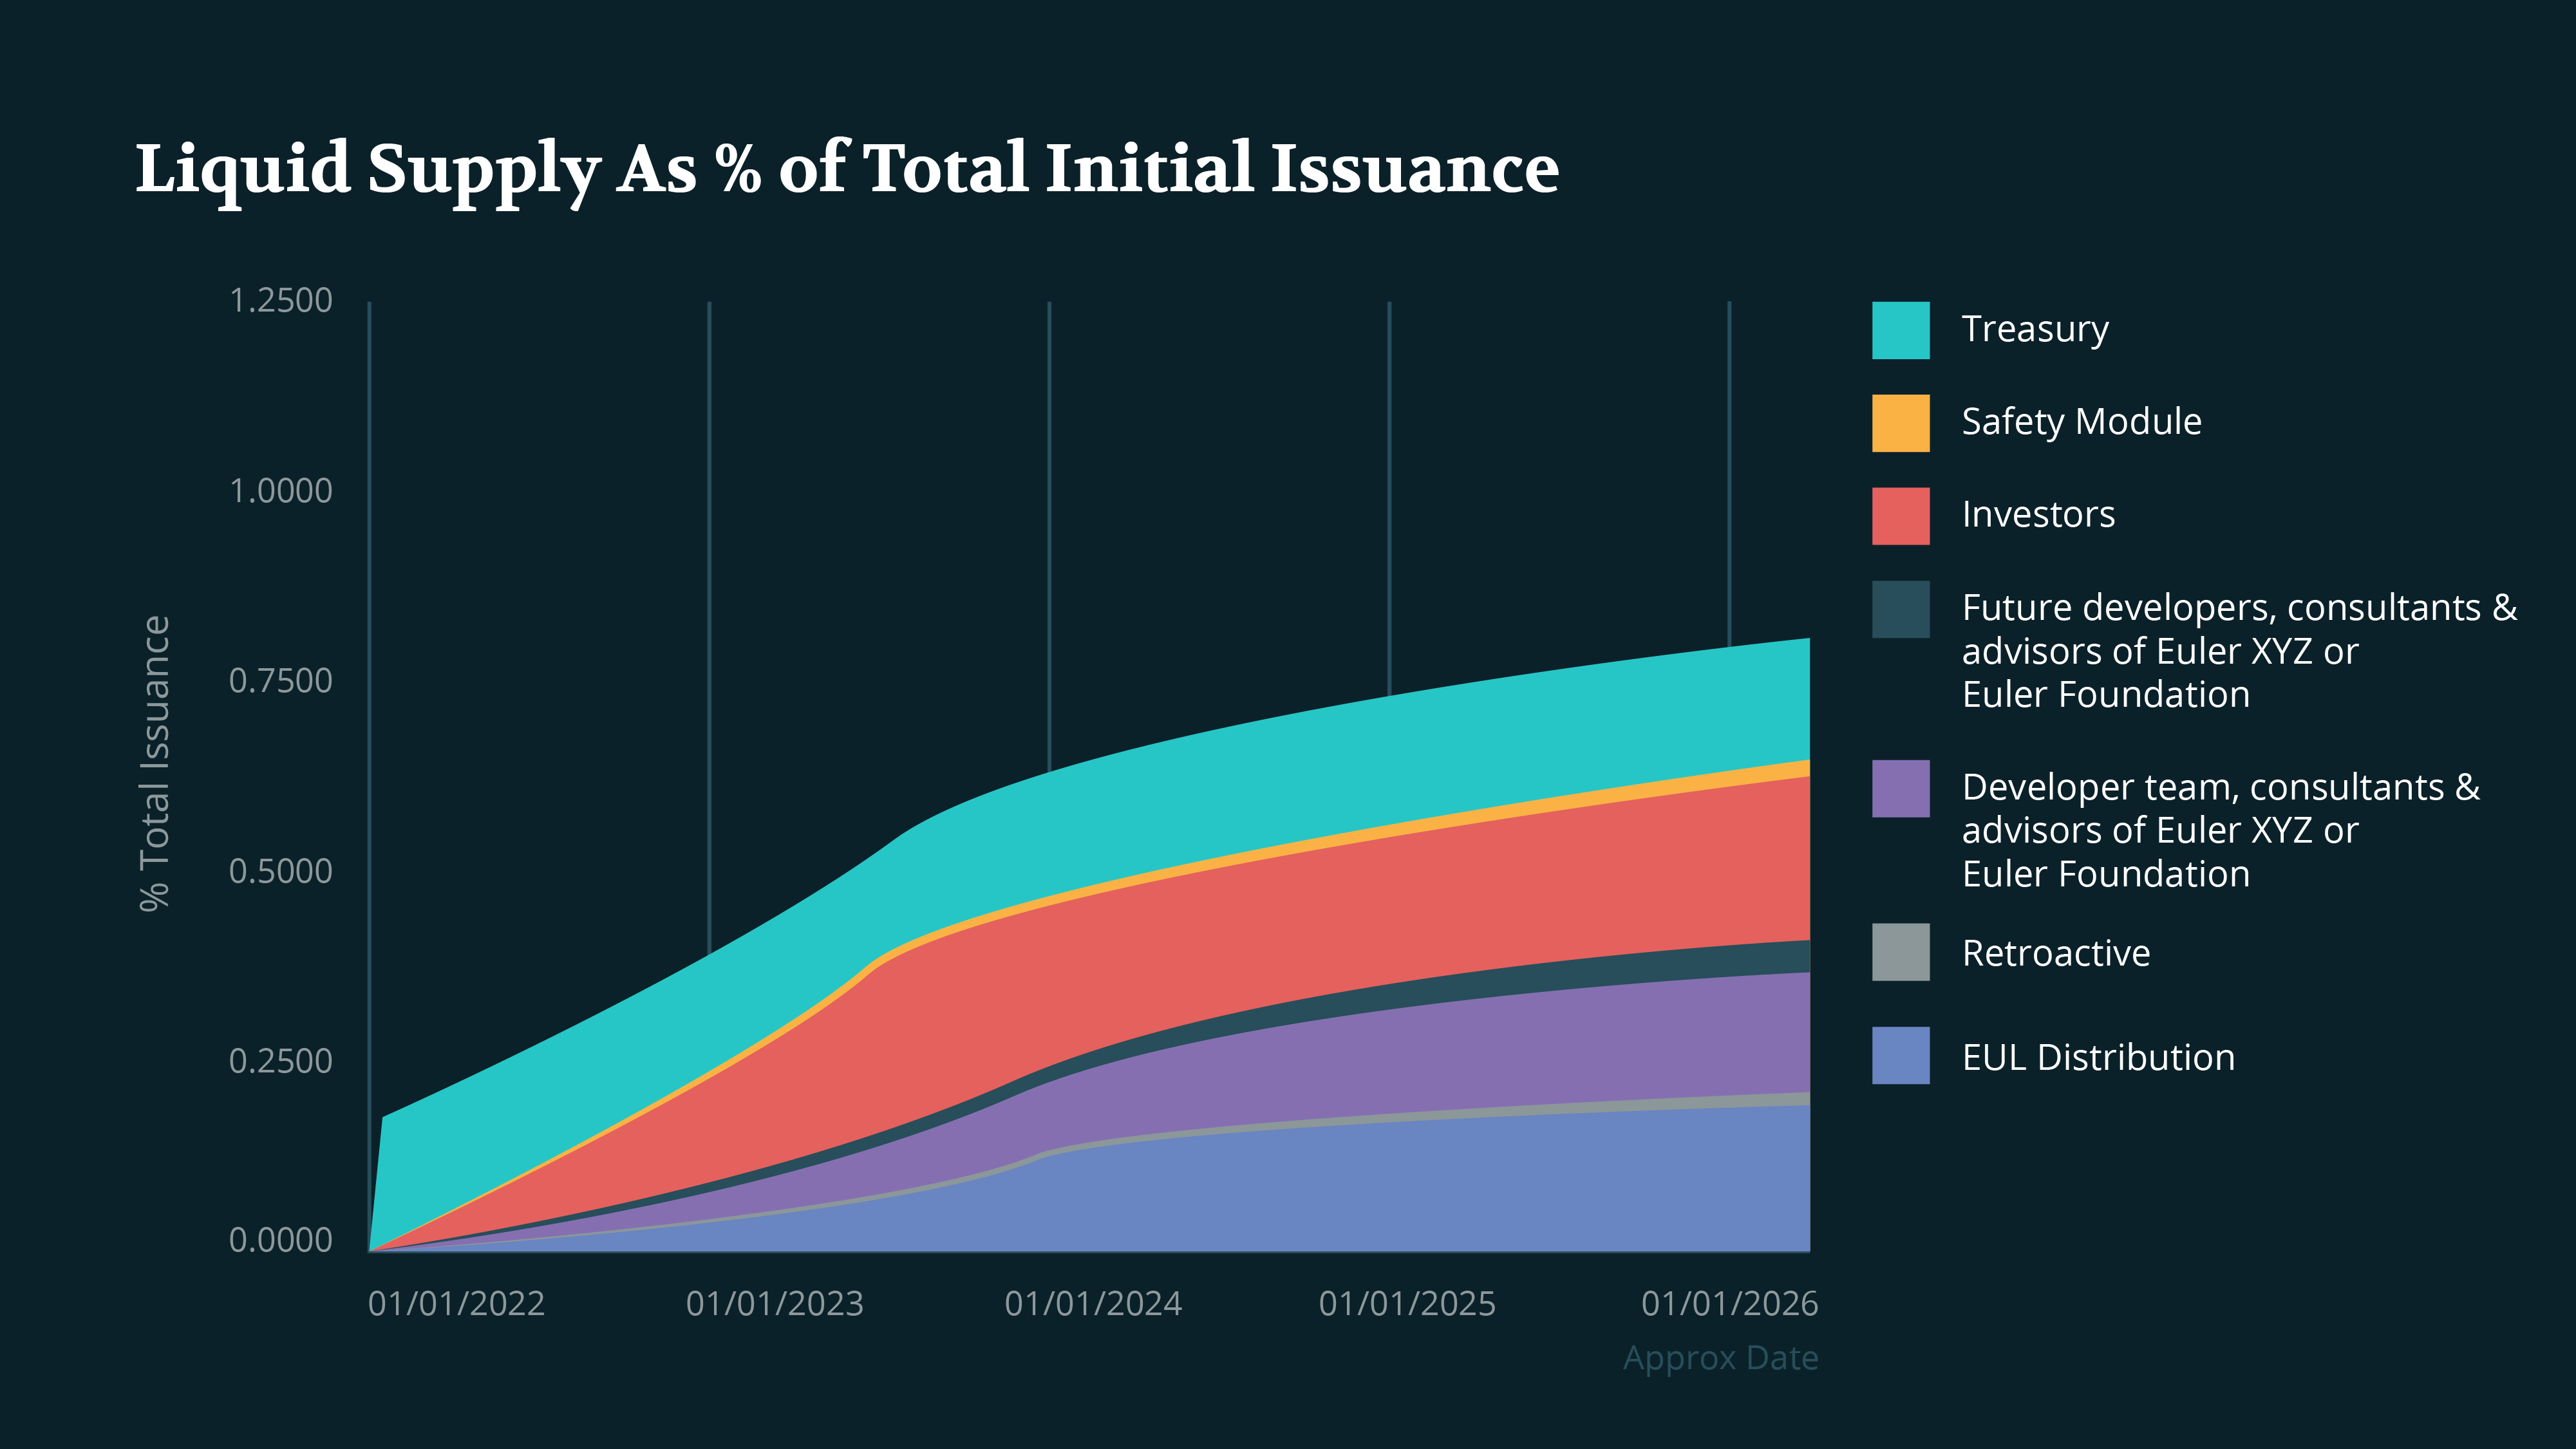 Liquid Supply As % of Total Initial Issuance
1.2500
1.0000
0.7500
0.5000
0.2500
0.0000
% Total Issuance
01/01/2022
01/01/2023
01/01/2024
01/01/2025
01/01/2026
Approx Date
Treasury
Safety Module
Investors
Future developers, consultants &
advisors of Euler XYZ or
Euler Foundation
Developer team, consultants &
advisors of Euler XYZ or
Euler Foundation
Retroactive
EUL Distribution